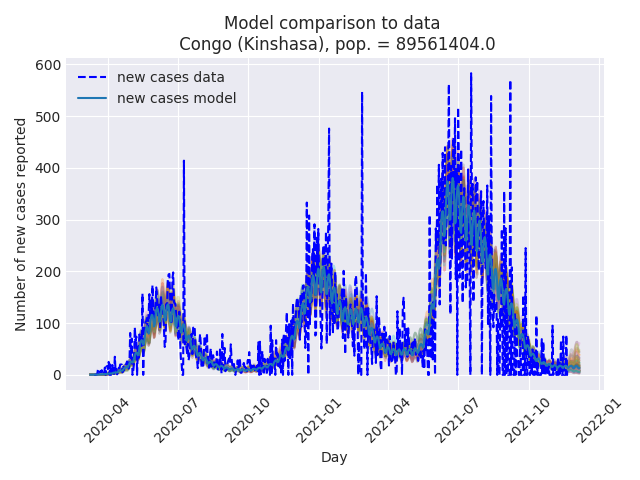 Model comparison to data
Congo (Kinshasa), pop. = 89561404.0
new cases data
new cases model
Number of new cases reported
600
500
400
300
200
100
0
2020-04
2020-07
2020-10
2021-01
2021-04
2021-07
2021-10
2022-01
Day